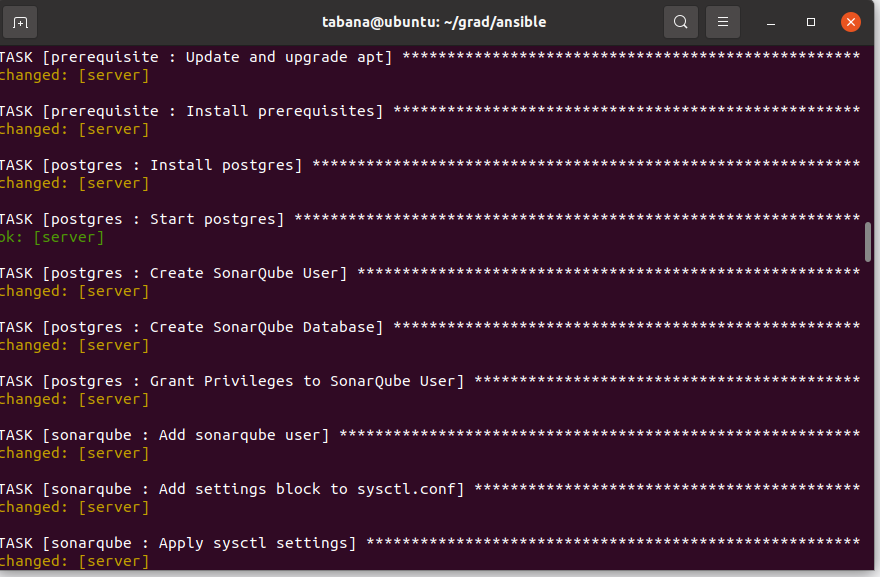 tabana@ubuntu: ~/grad/ansible
TASK [prerequisite : Update and upgrade apt] ***************************************************
changed: [server]
TASK [prerequisite : Install prerequisites] ****************************************************
changed: [server]
TASK [postgres : Install postgres] *************************************************************
changed: [server]
TASK [postgres : Start postgres] ***************************************************************
ok: [server]
TASK [postgres : Create SonarQube User] ********************************************************
changed: [server]
TASK [postgres : Create SonarQube Database] ****************************************************
changed: [server]
TASK [postgres : Grant Privileges to SonarQube User] *******************************************
changed: [server]
TASK [sonarqube : Add sonarqube user] **********************************************************
changed: [server]
TASK [sonarqube : Add settings block to sysctl.conf] *******************************************
changed: [server]
TASK [sonarqube : Apply sysctl settings] *******************************************************
changed: [server]